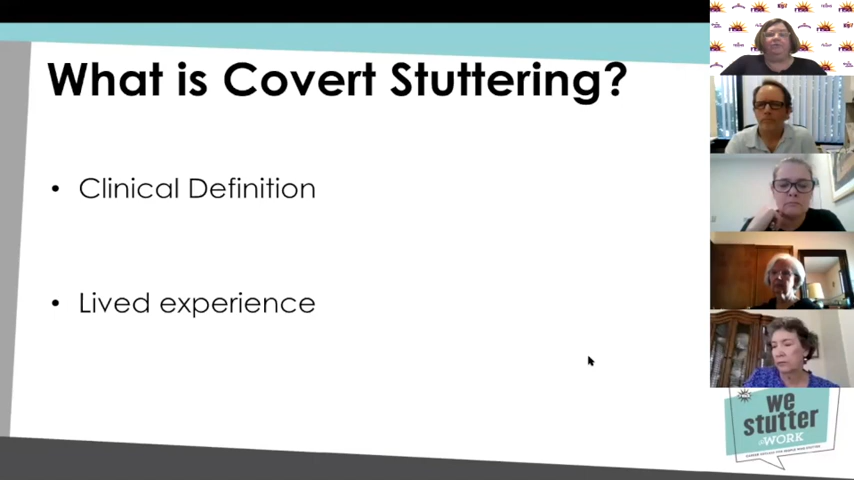 What is Covert Stuttering?
• Clinical Definition
• Lived experience
we
stutter
@WORK